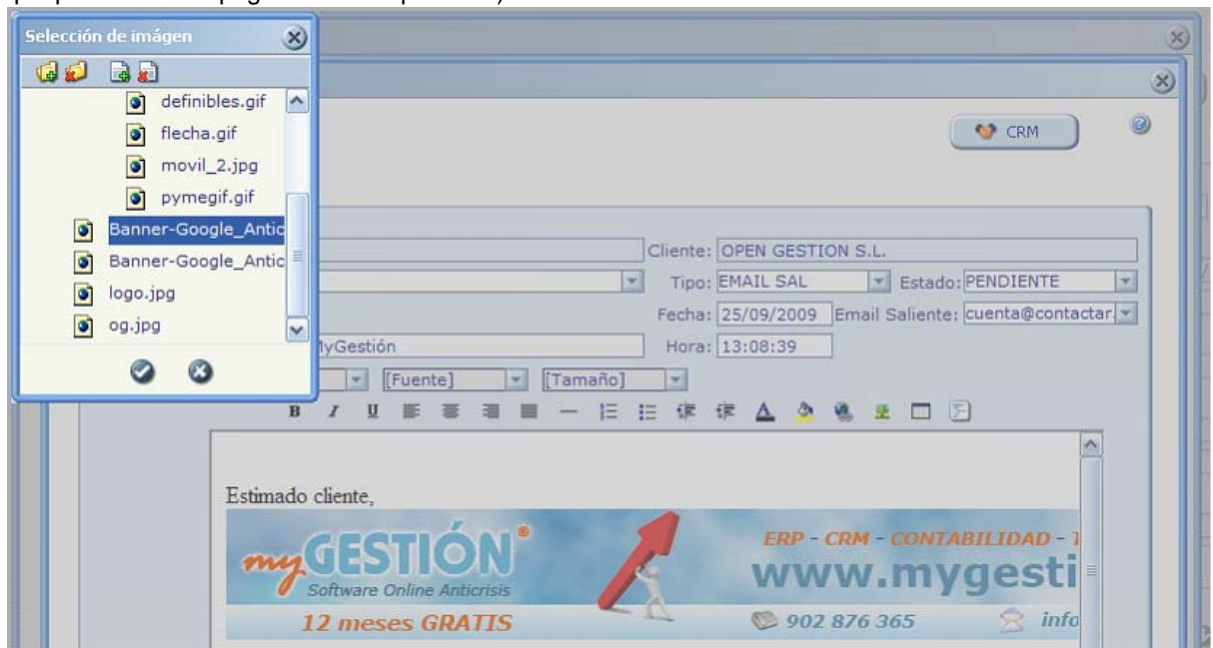 Selección de imágen
definibles.gif
flecha.gif
movil_2.jpg
pymegif.gif
Banner-Google_Antic
Banner-Google_Antic
logo.jpg
og.jpg
CRM
Cliente: OPEN GESTION S.L.
Tipo: EMAIL SAL Estado: PENDIENTE
Fecha: 25/09/2009 Email Saliente: cuenta@contactar.
MyGestión Hora: 13:08:39
[Fuente] [Tamaño]
B I U
Estimado cliente,
myGESTIÓN®
Software Online Anticrisis
12 meses GRATIS
ERP - CRM - CONTABILIDAD -
www.mygesti
902 876 365 info